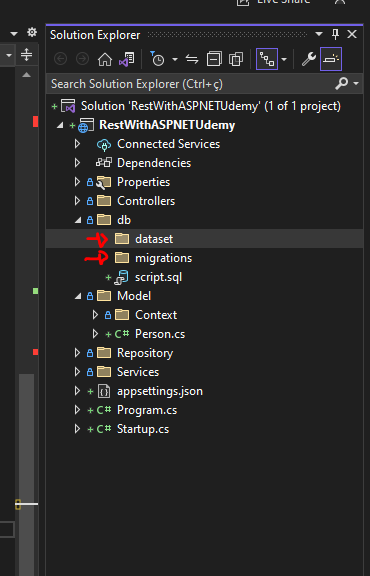 Live Share
Solution Explorer
Search Solution Explorer (Ctrl+ç)
Solution 'RestWithASPNETUdemy' (1 of 1 project)
RestWithASPNETUdemy
Connected Services
Dependencies
Properties
Controllers
db
dataset
migrations
script.sql
Model
Context
C# Person.cs
Repository
Services
appsettings.json
C# Program.cs
C# Startup.cs